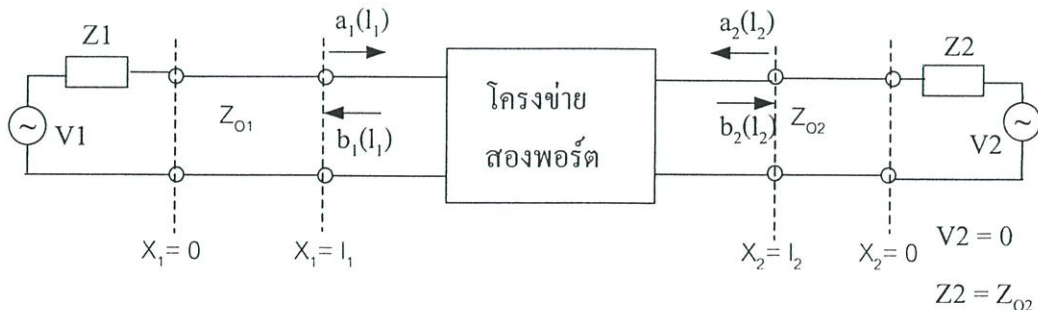 Z1
V1
Z₀₁
a₁(l₁)
b₁(l₁)
โครงข่าย
สองพอร์ต
a₂(l₂)
b₂(l₂)
Z₀₂
Z2
V2
X₁= 0
X₁= l₁
X₂= l₂
X₂= 0
V2 = 0
Z2 = Z₀₂